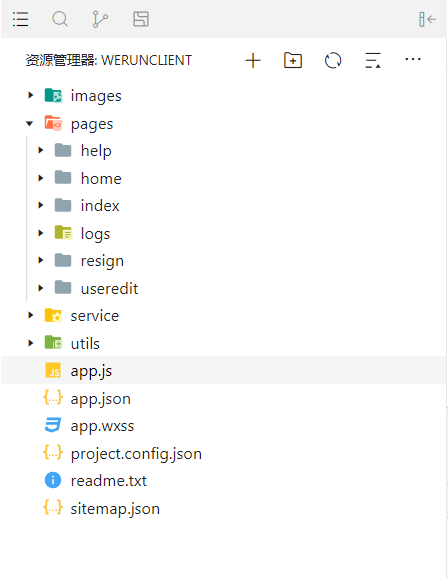 资源管理器: WERUNCLIENT
images
pages
help
home
index
logs
resign
useredit
service
utils
JS app.js
{..} app.json
app.wxss
{..} project.config.json
readme.txt
{..} sitemap.json